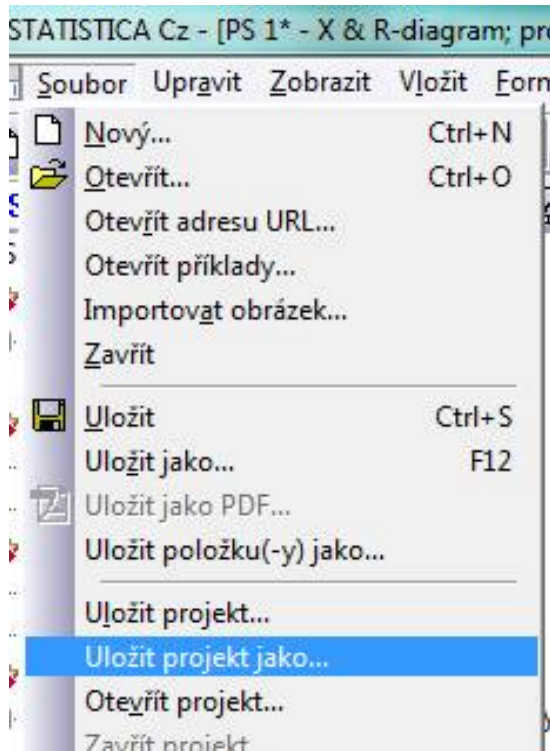 STATISTICA Cz - [PS 1* - X & R-diagram; pro
Soubor Upravit Zobrazit Vložit Form
Nový... Ctrl+N
Otevřít... Ctrl+O
Otevřít adresu URL...
Otevřít příklady...
Importovat obrázek...
Zavřít
Uložit Ctrl+S
Uložit jako... F12
Uložit jako PDF...
Uložit položku(-y) jako...
Uložit projekt...
Uložit projekt jako...
Otevřít projekt...
Zavřít projekt